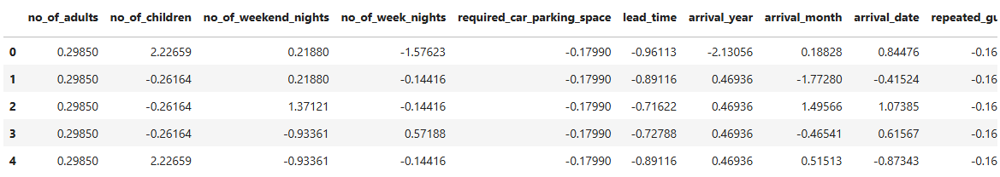 no_of_adults no_of_children no_of_weekend_nights no_of_week_nights required_car_parking_space lead_time arrival_year arrival_month arrival_date repeated_gu
0 0.29850 2.22659 0.21880 -1.57623 -0.17990 -0.96113 -2.13056 0.18828 0.84476 -0.16
1 0.29850 -0.26164 0.21880 -0.14416 -0.17990 -0.89116 0.46936 -1.77280 -0.41524 -0.16
2 0.29850 -0.26164 1.37121 -0.14416 -0.17990 -0.71622 0.46936 1.49566 1.07385 -0.16
3 0.29850 -0.26164 -0.93361 0.57188 -0.17990 -0.72788 0.46936 -0.46541 0.61567 -0.16
4 0.29850 2.22659 -0.93361 -0.14416 -0.17990 -0.89116 0.46936 0.51513 -0.87343 -0.16